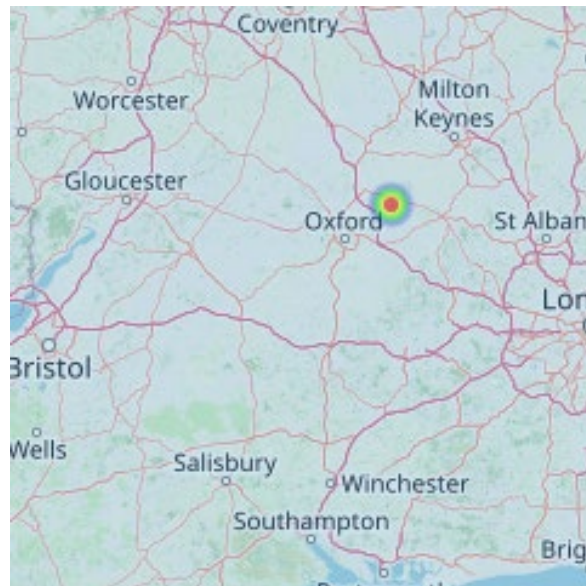 Coventry
Worcester
Milton
Keynes
Gloucester
Oxford
St Alban
Lon
Bristol
Wells
Salisbury
Winchester
Southampton
Brig